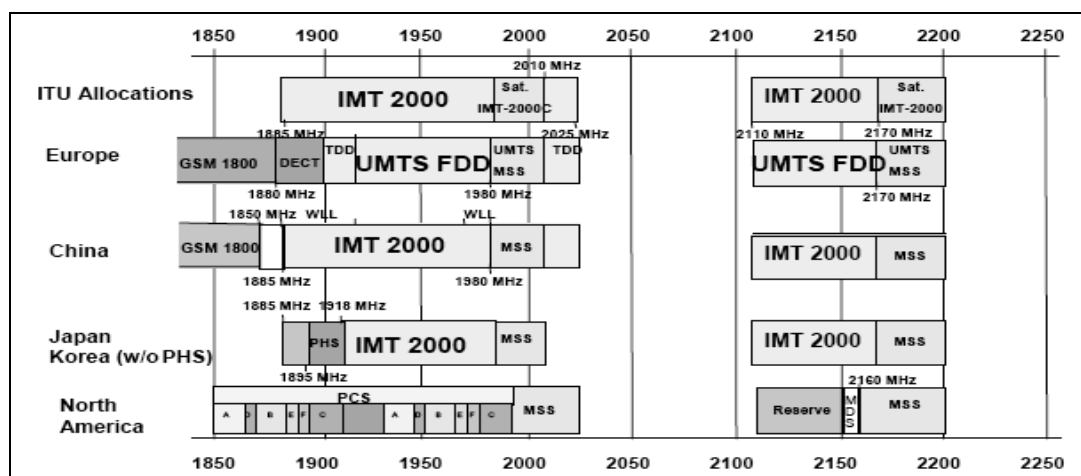 1850 1900 1950 2000 2050 2100 2150 2200 2250
2010 MHz
ITU Allocations
IMT 2000
Sat.
IMT-2000C
IMT 2000
Sat.
IMT-2000
1885 MHz
2025 MHz
2110 MHz
2170 MHz
Europe
GSM 1800
DECT
TDD
UMTS FDD
UMTS
MSS
TDD
UMTS FDD
UMTS
MSS
1880 MHz
1980 MHz
2170 MHz
1850 MHz
WLL
WLL
China
GSM 1800
IMT 2000
MSS
IMT 2000
MSS
1885 MHz
1980 MHz
1885 MHz
1918 MHz
Japan
Korea (w/o PHS)
PHS
IMT 2000
MSS
IMT 2000
MSS
1895 MHz
2160 MHz
North
America
PCS
A D B E F C A D B E F C
MSS
Reserve
M
D
S
MSS
1850 1900 1950 2000 2050 2100 2150 2200 2250